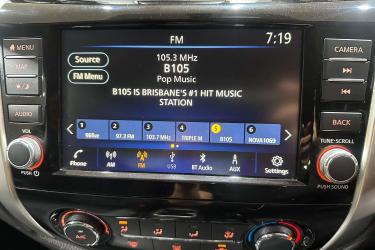 FM
7:19
Source
FM Menu
105.3 MHz
B105
Pop Music
B105 IS BRISBANE'S #1 HIT MUSIC
STATION
1 2 3 4 5 6
96five 97.3 FM 103.7 MHz TRIPLE M B105 NOVA1069
Phone AM FM USB BT Audio AUX Settings
MENU
MAP
AUDIO
VOL
PUSH
CAMERA
BACK
TUNE-SCROLL
PUSH SOUND